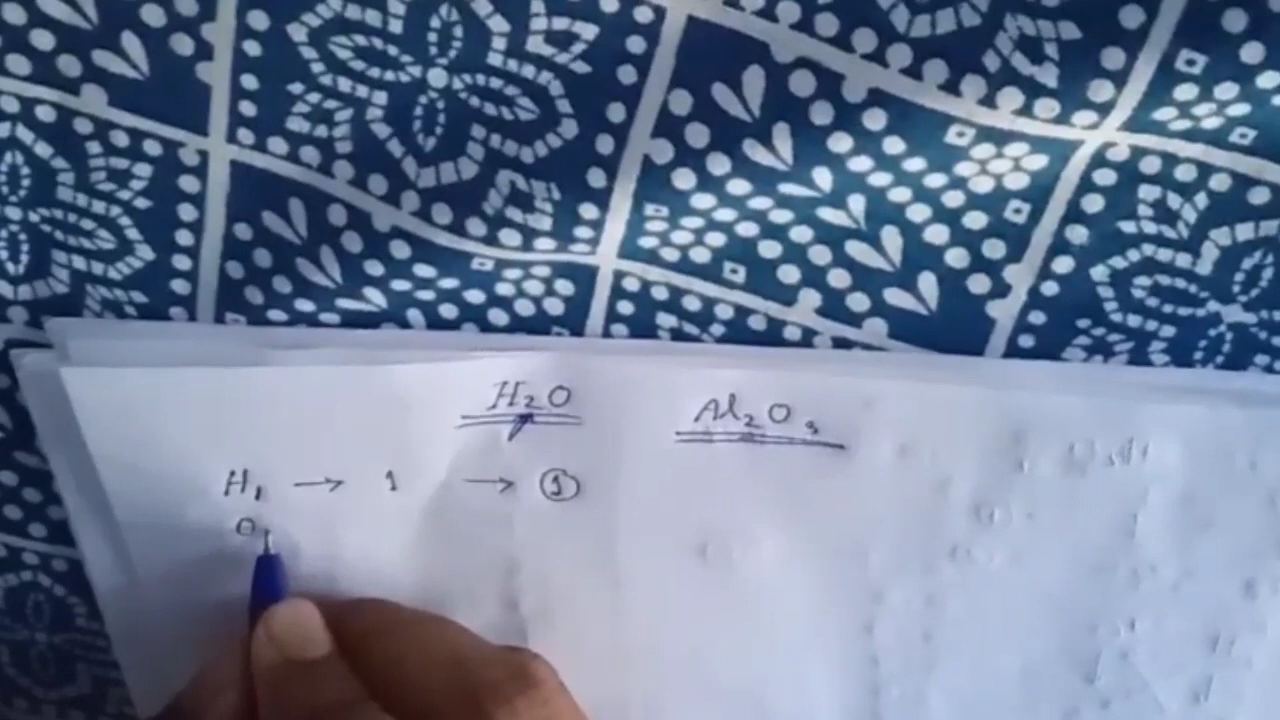 H₂O Al₂O₃
H₁ → 1 → ①
O